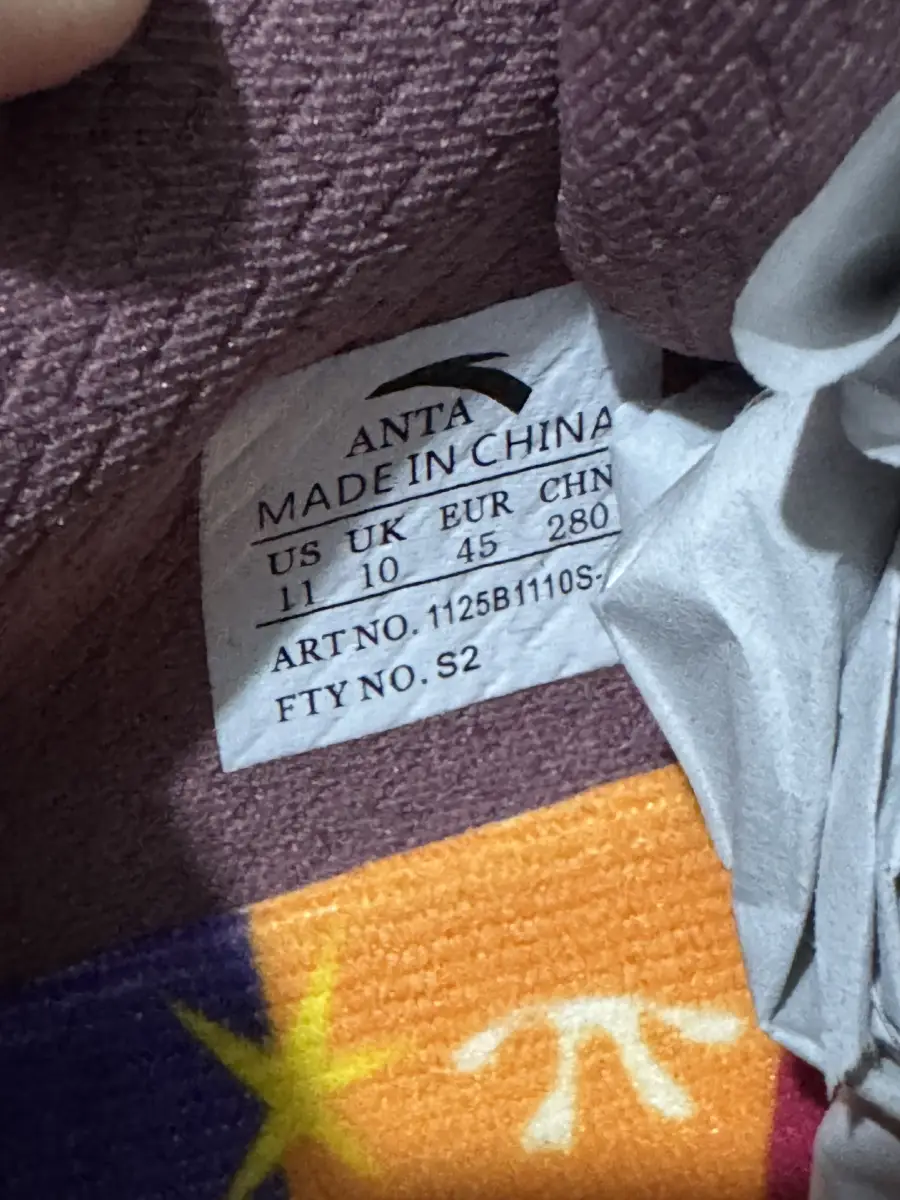 ANTA
MADE IN CHINA
US UK EUR CHN
11 10 45 280
ART NO. 1125B1110S-
FTY NO. S2